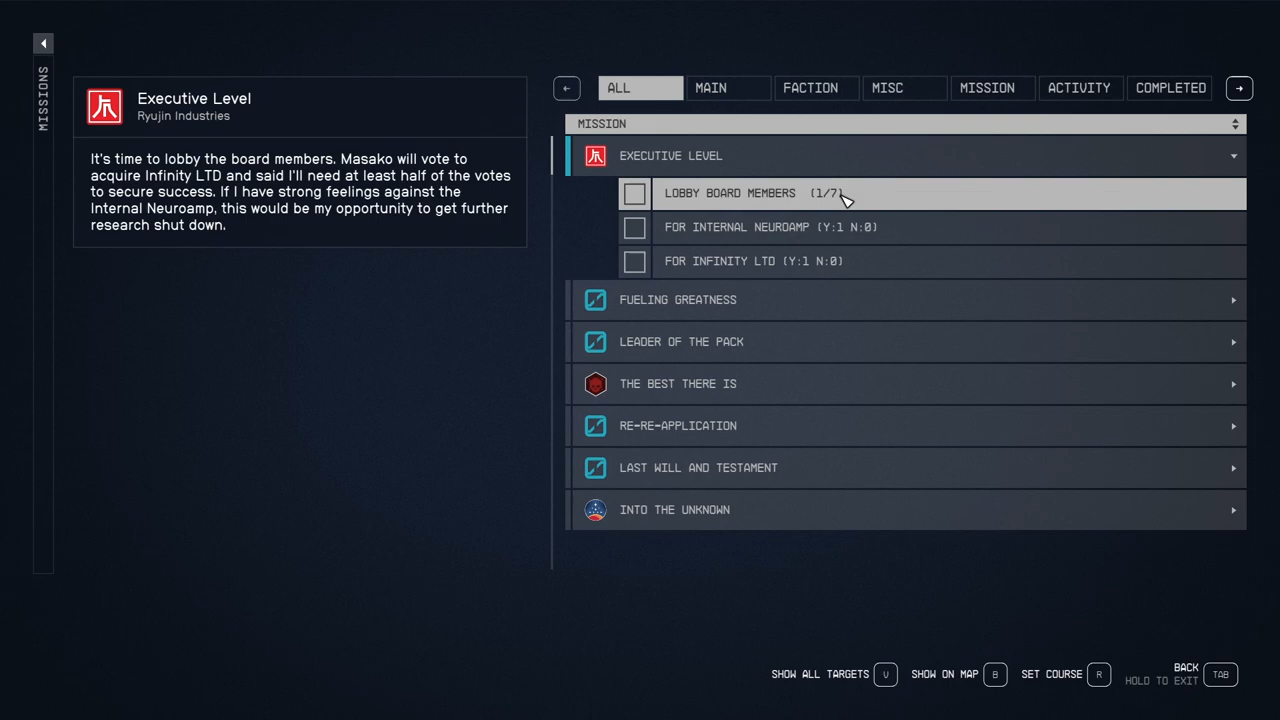 MISSIONS
Executive Level
Ryujin Industries
It's time to lobby the board members. Masako will vote to
acquire Infinity LTD and said I'll need at least half of the votes
to secure success. If I have strong feelings against the
Internal Neuroamp, this would be my opportunity to get further
research shut down.
ALL MAIN FACTION MISC MISSION ACTIVITY COMPLETED
MISSION
EXECUTIVE LEVEL
LOBBY BOARD MEMBERS (1/7)
FOR INTERNAL NEUROAMP (Y:1 N:0)
FOR INFINITY LTD (Y:1 N:0)
FUELING GREATNESS
LEADER OF THE PACK
THE BEST THERE IS
RE-RE-APPLICATION
LAST WILL AND TESTAMENT
INTO THE UNKNOWN
SHOW ALL TARGETS V SHOW ON MAP B SET COURSE R BACK TAB
HOLD TO EXIT